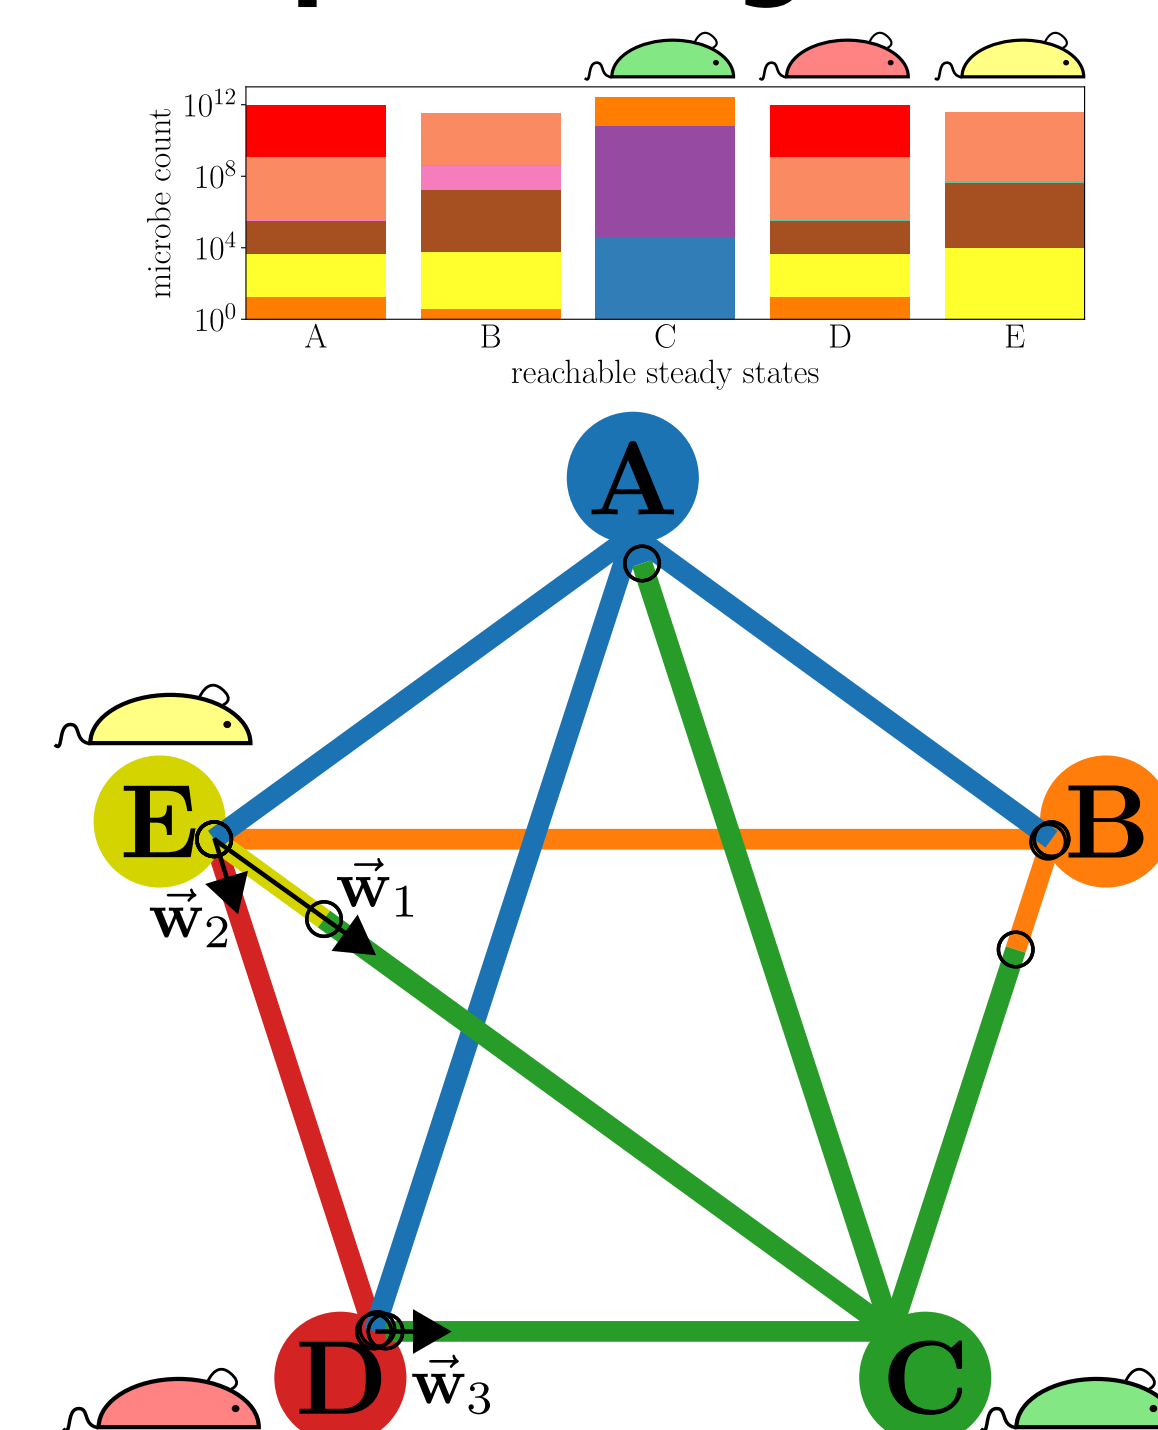 10^12
10^8
10^4
10^0
microbe count
A B C D E
reachable steady states
A
E
B
w⃗₁
w⃗₂
D
C
w⃗₃